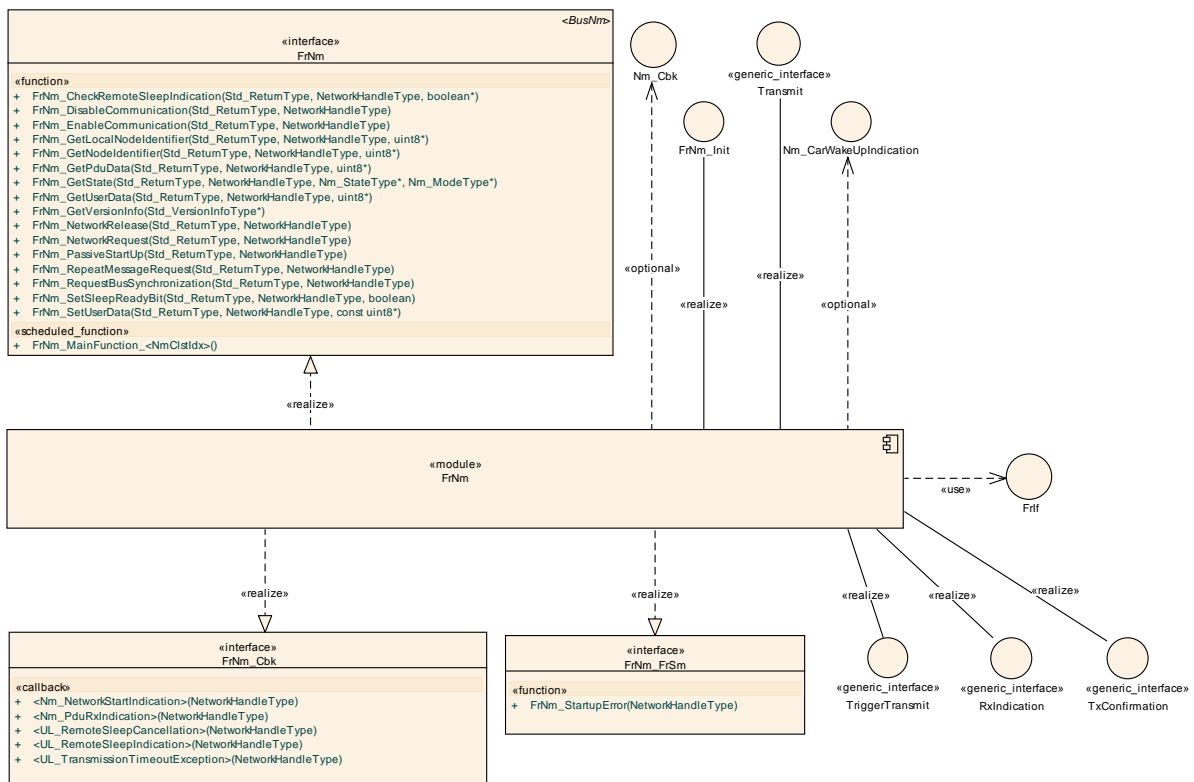 <BusNm>
«interface»
FrNm
«function»
+ FrNm_CheckRemoteSleepIndication(Std_ReturnType, NetworkHandleType, boolean*)
+ FrNm_DisableCommunication(Std_ReturnType, NetworkHandleType)
+ FrNm_EnableCommunication(Std_ReturnType, NetworkHandleType)
+ FrNm_GetLocalNodeIdentifier(Std_ReturnType, NetworkHandleType, uint8*)
+ FrNm_GetNodeIdentifier(Std_ReturnType, NetworkHandleType, uint8*)
+ FrNm_GetPduData(Std_ReturnType, NetworkHandleType, uint8*)
+ FrNm_GetState(Std_ReturnType, NetworkHandleType, Nm_StateType*, Nm_ModeType*)
+ FrNm_GetUserData(Std_ReturnType, NetworkHandleType, uint8*)
+ FrNm_GetVersionInfo(Std_VersionInfoType*)
+ FrNm_NetworkRelease(Std_ReturnType, NetworkHandleType)
+ FrNm_NetworkRequest(Std_ReturnType, NetworkHandleType)
+ FrNm_PassiveStartUp(Std_ReturnType, NetworkHandleType)
+ FrNm_RepeatMessageRequest(Std_ReturnType, NetworkHandleType)
+ FrNm_RequestBusSynchronization(Std_ReturnType, NetworkHandleType)
+ FrNm_SetSleepReadyBit(Std_ReturnType, NetworkHandleType, boolean)
+ FrNm_SetUserData(Std_ReturnType, NetworkHandleType, const uint8*)
«scheduled_function»
+ FrNm_MainFunction_<NmClstIdx>()
Nm_Cbk
«generic_interface»
Transmit
FrNm_Init
Nm_CarWakeUpIndication
«optional»
«realize»
«realize»
«optional»
«realize»
«module»
FrNm
«use»
FrIf
«realize»
«realize»
«realize»
«realize»
«realize»
«interface»
FrNm_Cbk
«callback»
+ <Nm_NetworkStartIndication>(NetworkHandleType)
+ <Nm_PduRxIndication>(NetworkHandleType)
+ <UL_RemoteSleepCancellation>(NetworkHandleType)
+ <UL_RemoteSleepIndication>(NetworkHandleType)
+ <UL_TransmissionTimeoutException>(NetworkHandleType)
«interface»
FrNm_FrSm
«function»
+ FrNm_StartupError(NetworkHandleType)
«generic_interface»
TriggerTransmit
«generic_interface»
RxIndication
«generic_interface»
TxConfirmation